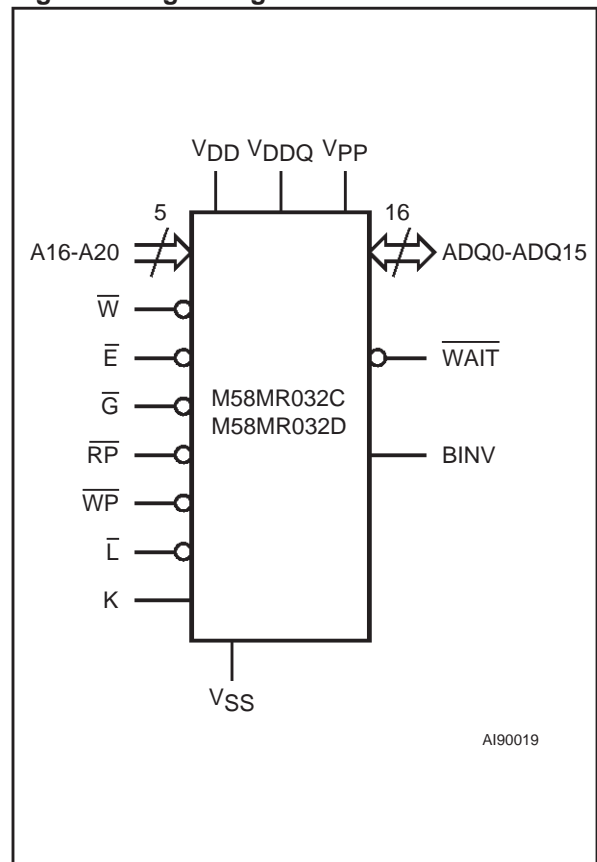 VDD VDDQ VPP
5
16
A16-A20
ADQ0-ADQ15
W̅
E̅
WAIT̅
G̅
M58MR032C
M58MR032D
RP̅
BINV
WP̅
L̅
K
VSS
AI90019